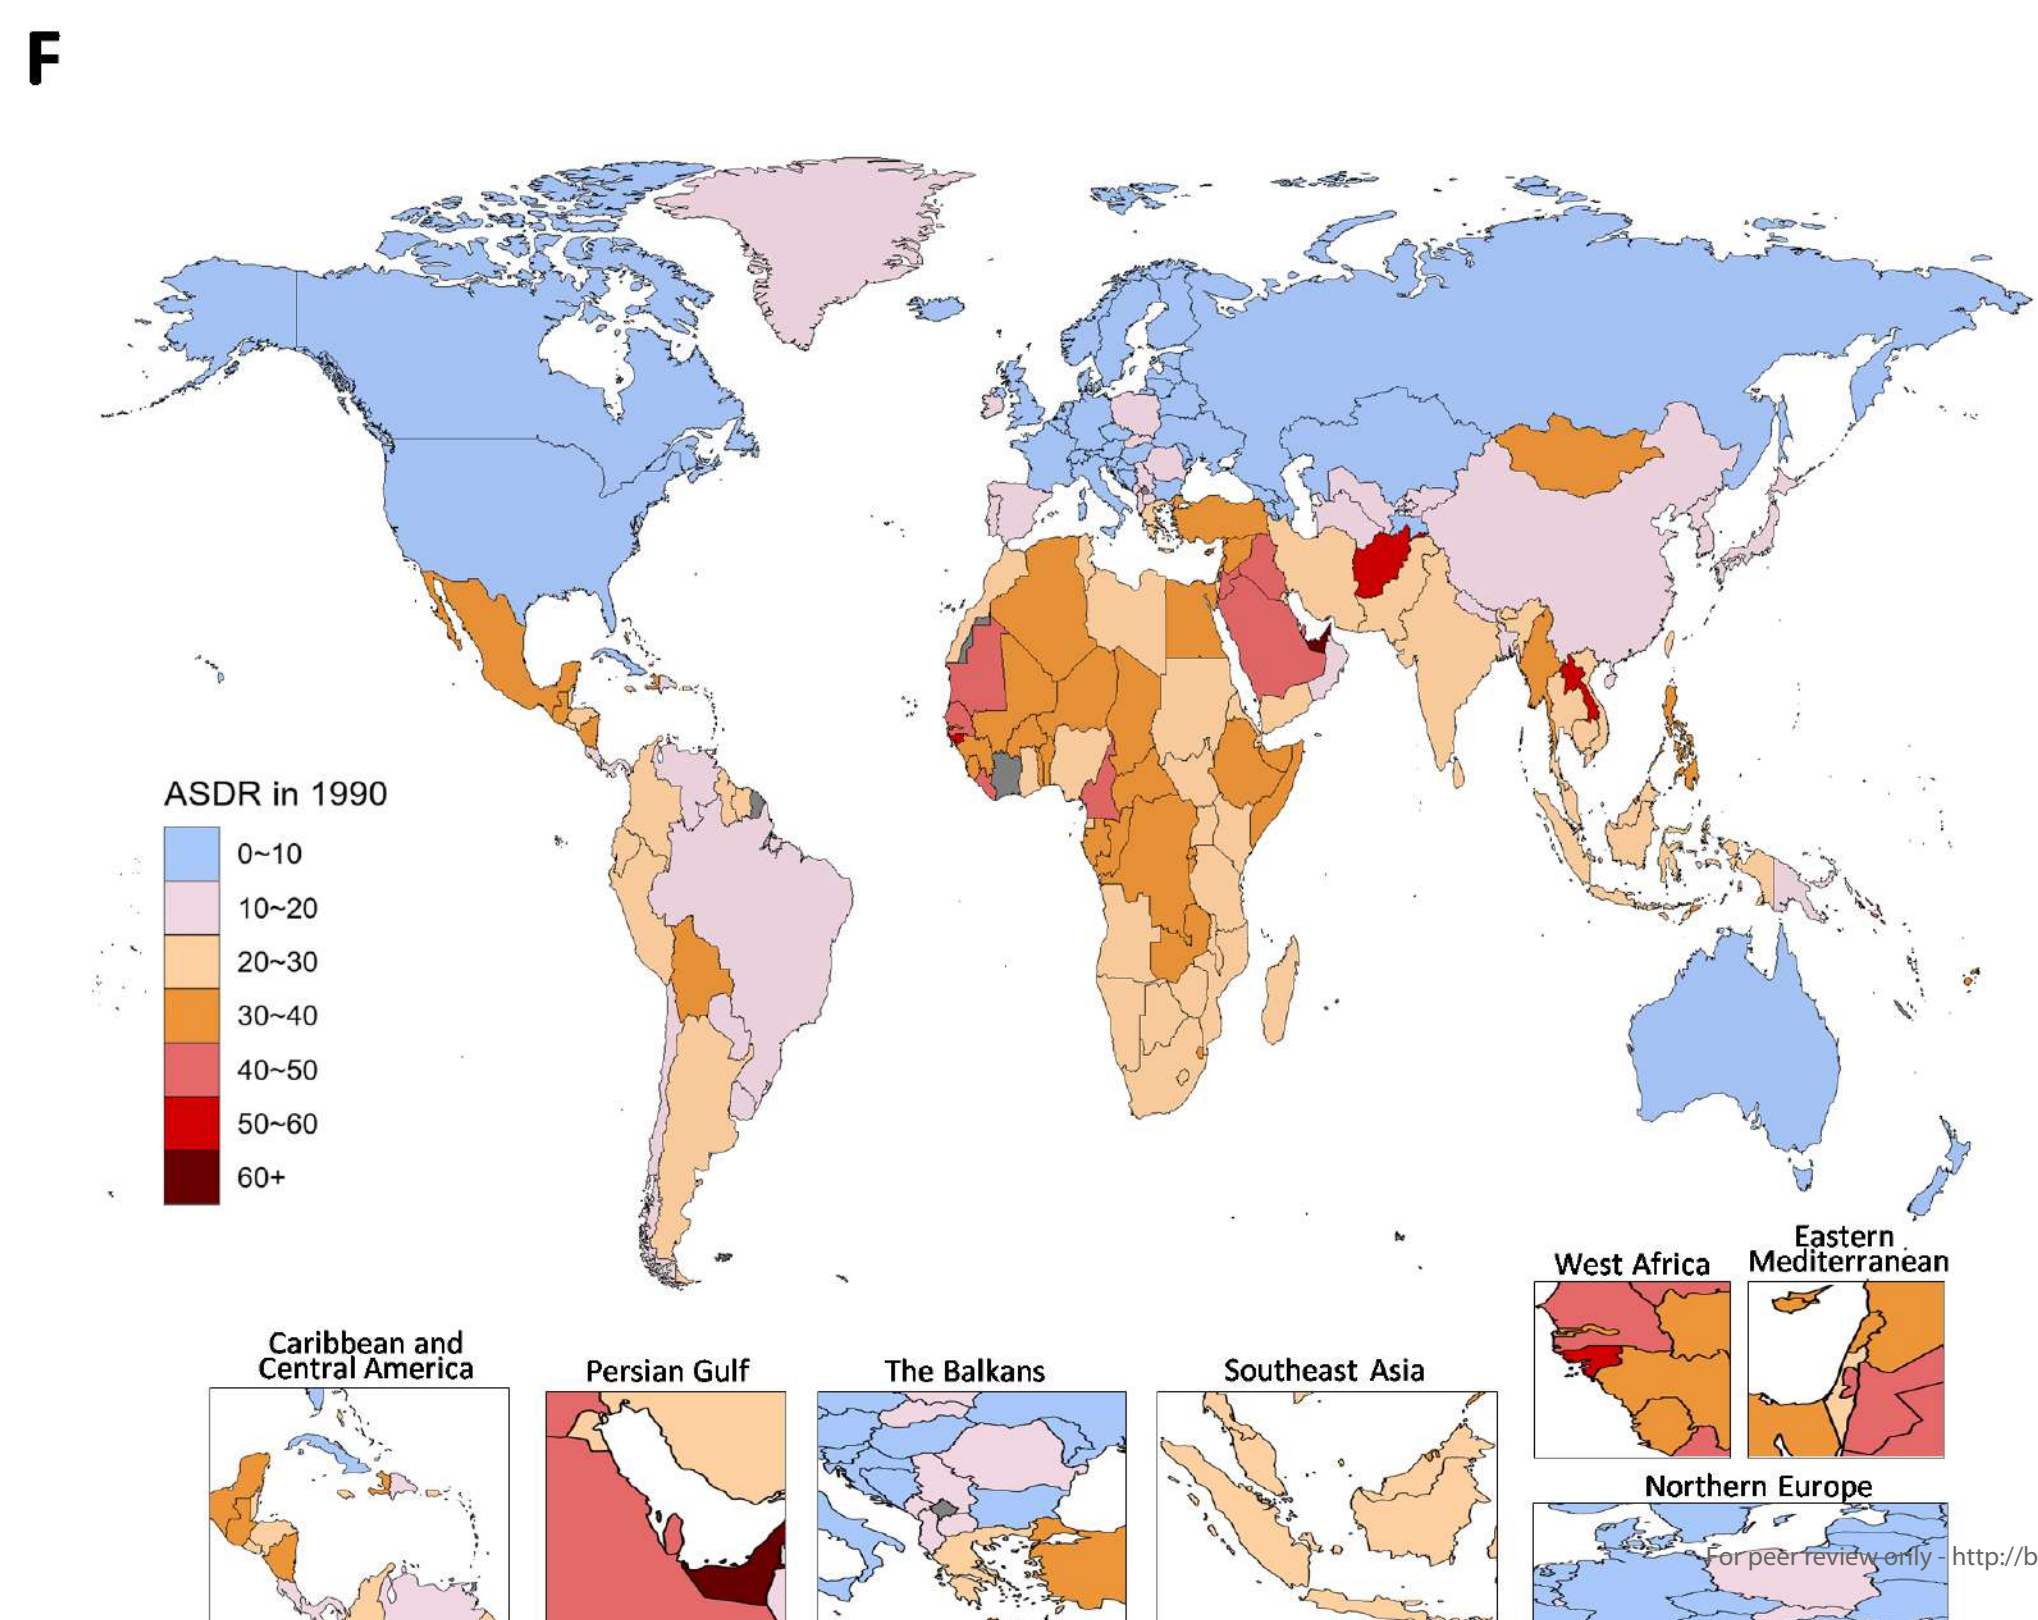 F
ASDR in 1990
0~10
10~20
20~30
30~40
40~50
50~60
60+
West Africa
Eastern
Mediterranean
Caribbean and
Central America
Persian Gulf
The Balkans
Southeast Asia
Northern Europe
For peer review only - http://b